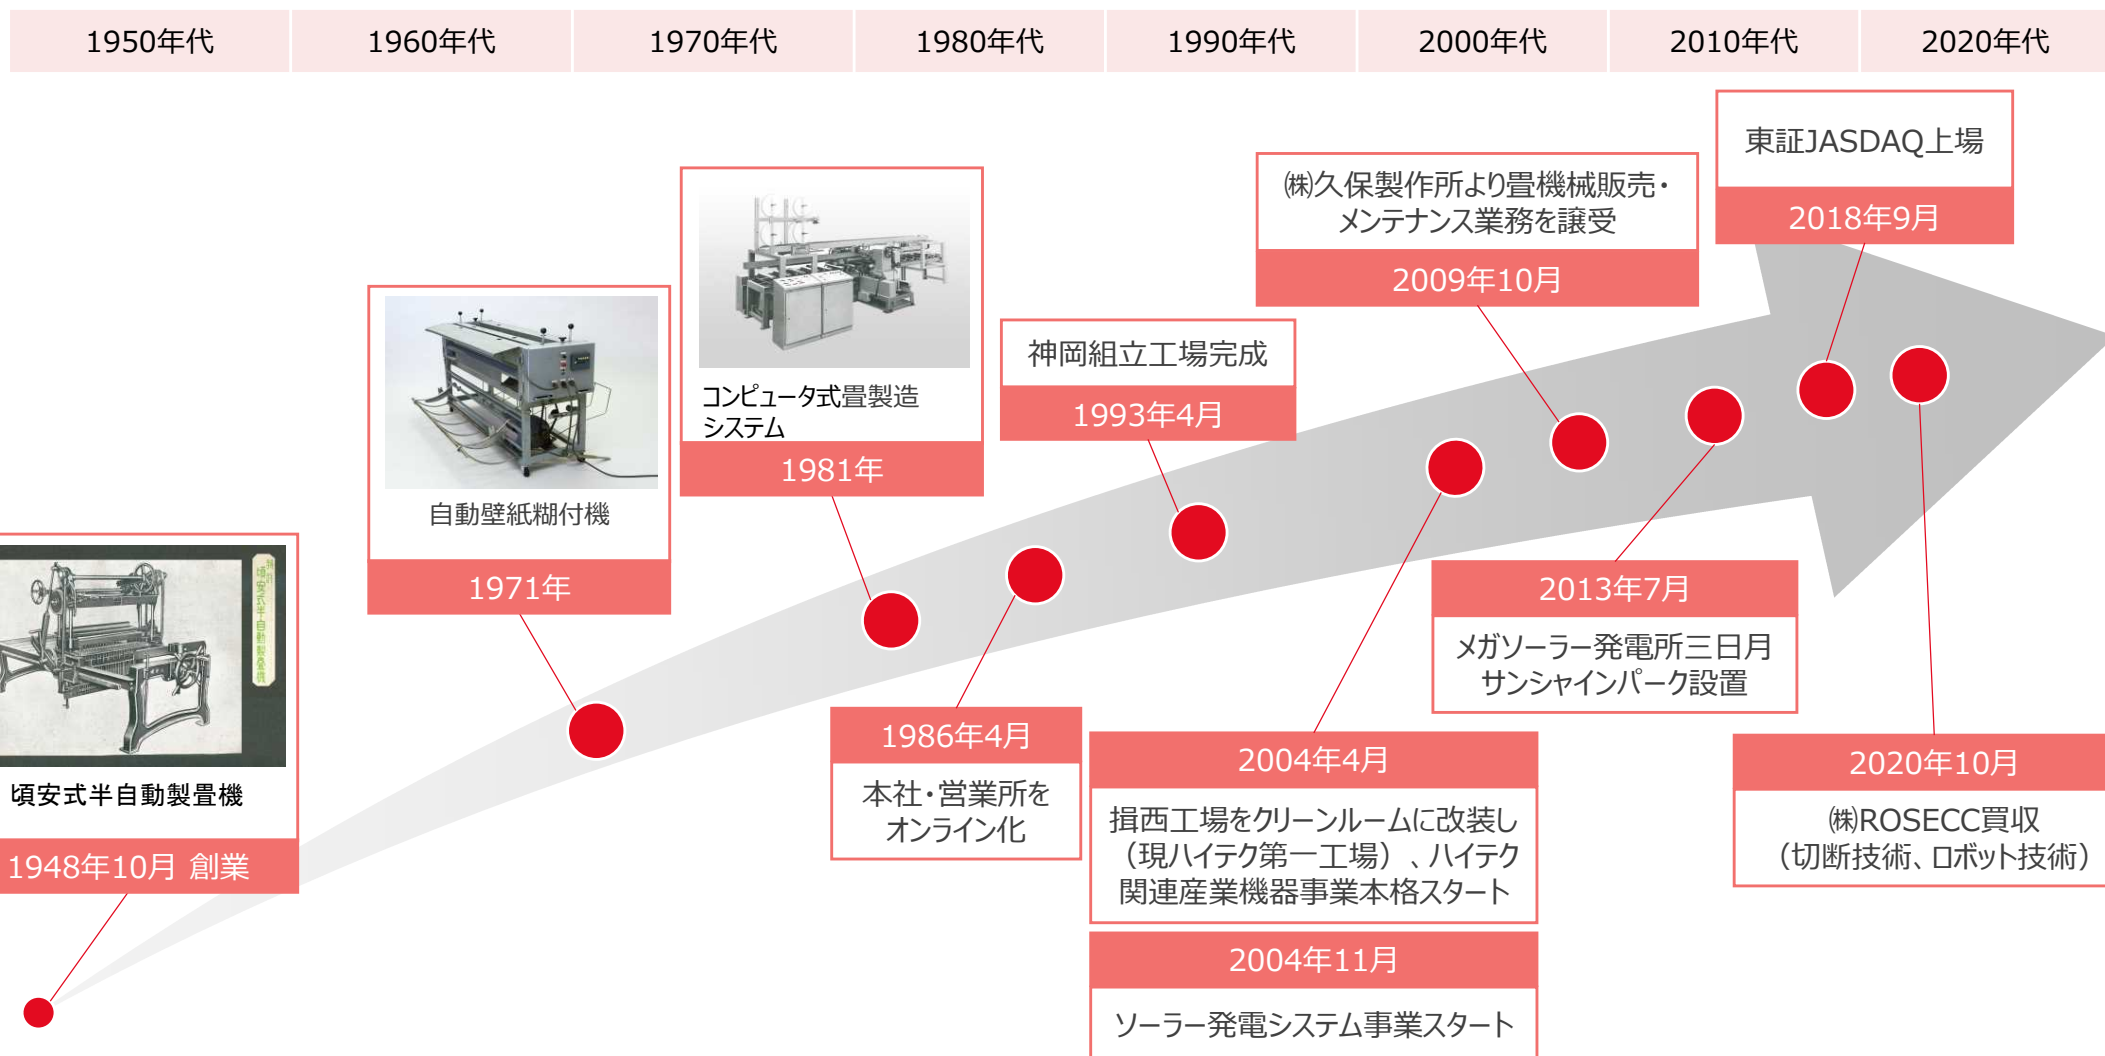 1950年代
1960年代
1970年代
1980年代
1990年代
2000年代
2010年代
2020年代
特許
頃安式半自動製畳機
頃安式半自動製畳機
1948年10月 創業
自動壁紙糊付機
1971年
コンピュータ式畳製造
システム
1981年
1986年4月
本社・営業所を
オンライン化
神岡組立工場完成
1993年4月
2004年4月
揖西工場をクリーンルームに改装し
（現ハイテク第一工場）、ハイテク
関連産業機器事業本格スタート
2004年11月
ソーラー発電システム事業スタート
㈱久保製作所より畳機械販売・
メンテナンス業務を譲受
2009年10月
2013年7月
メガソーラー発電所三日月
サンシャインパーク設置
東証JASDAQ上場
2018年9月
2020年10月
㈱ROSECC買収
（切断技術、ロボット技術）